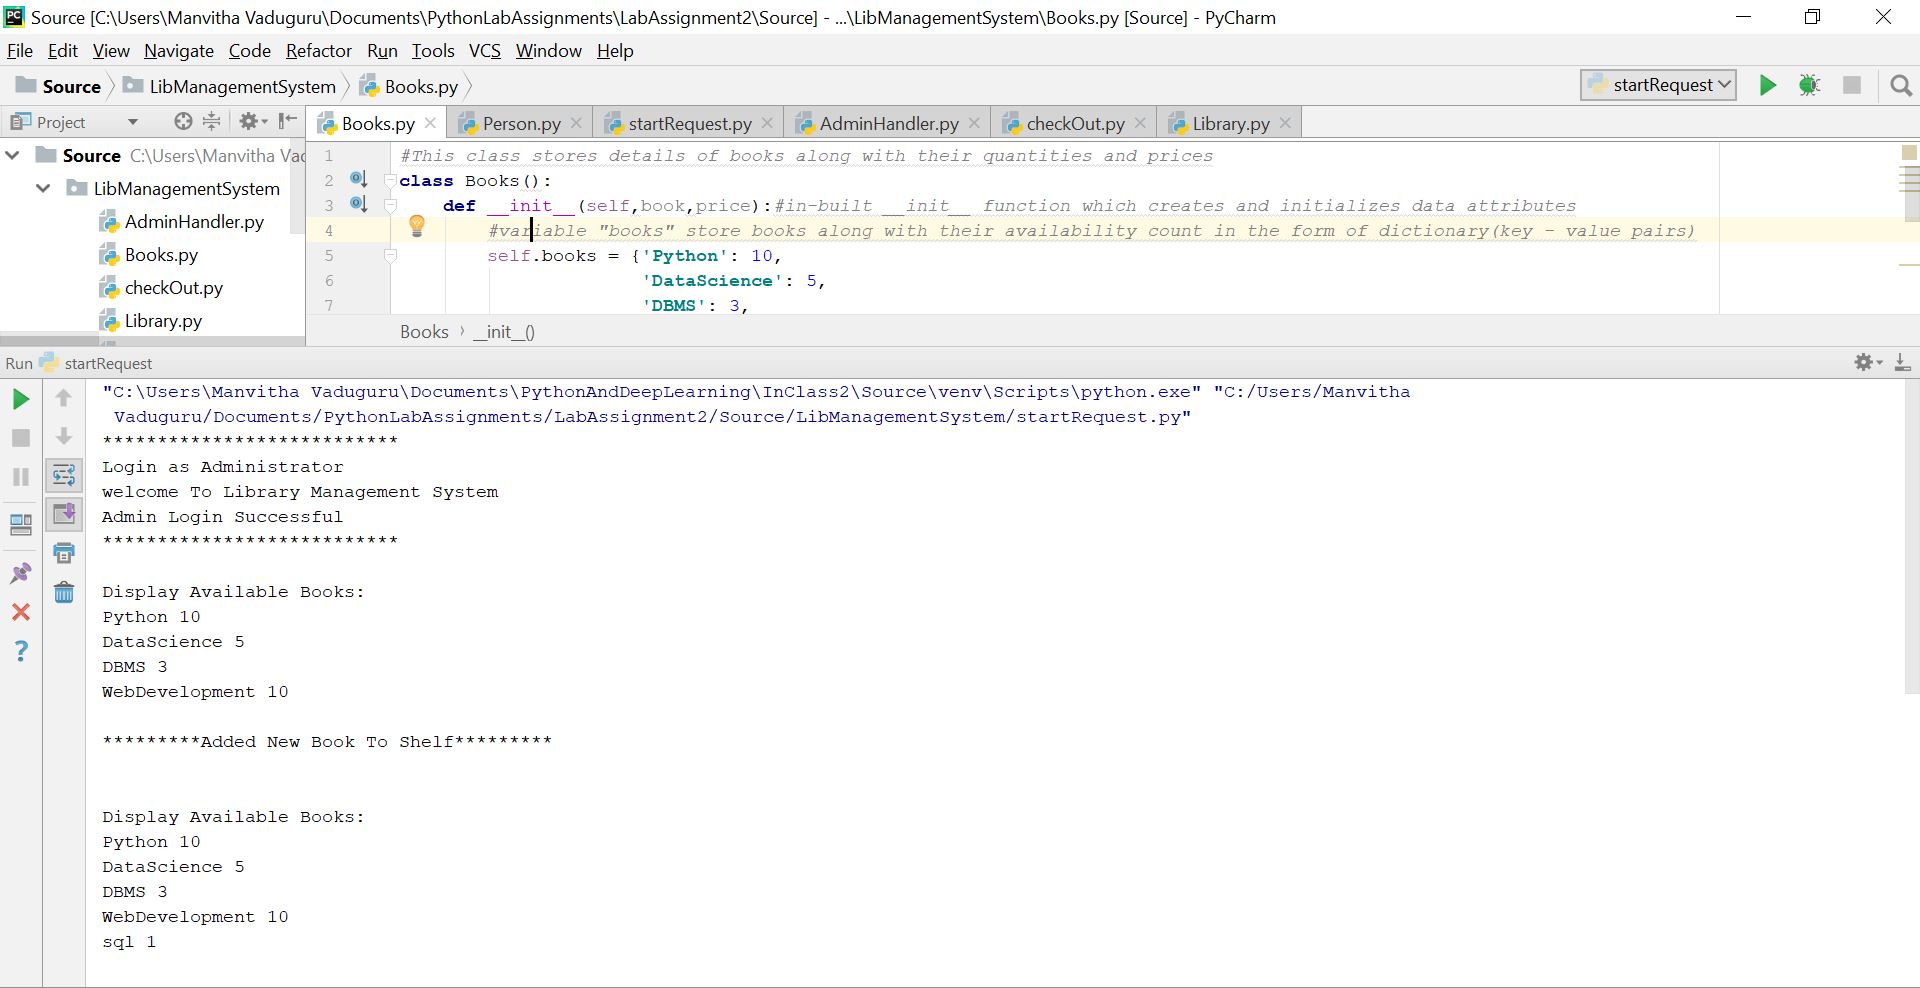 Source [C:\Users\Manvitha Vaduguru\Documents\PythonLabAssignments\LabAssignment2\Source] - ...\LibManagementSystem\Books.py [Source] - PyCharm
File Edit View Navigate Code Refactor Run Tools VCS Window Help
Source LibManagementSystem Books.py startRequest
Project Books.py Person.py startRequest.py AdminHandler.py checkOut.py Library.py
Source C:\Users\Manvitha Vad
LibManagementSystem
AdminHandler.py
Books.py
checkOut.py
Library.py
1 #This class stores details of books along with their quantities and prices
2 class Books():
3 def __init__(self,book,price):#in-built __init__ function which creates and initializes data attributes
4 #variable "books" store books along with their availability count in the form of dictionary(key - value pairs)
5 self.books = {'Python': 10,
6 'DataScience': 5,
7 'DBMS': 3,
Books › __init__()
Run startRequest
"C:\Users\Manvitha Vaduguru\Documents\PythonAndDeepLearning\InClass2\Source\venv\Scripts\python.exe" "C:/Users/Manvitha
Vaduguru/Documents/PythonLabAssignments/LabAssignment2/Source/LibManagementSystem/startRequest.py"
***************************
Login as Administrator
welcome To Library Management System
Admin Login Successful
***************************
Display Available Books:
Python 10
DataScience 5
DBMS 3
WebDevelopment 10
*********Added New Book To Shelf*********
Display Available Books:
Python 10
DataScience 5
DBMS 3
WebDevelopment 10
sql 1